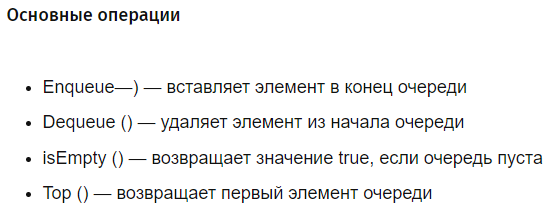 Основные операции
• Enqueue—) — вставляет элемент в конец очереди
• Dequeue () — удаляет элемент из начала очереди
• isEmpty () — возвращает значение true, если очередь пуста
• Top () — возвращает первый элемент очереди